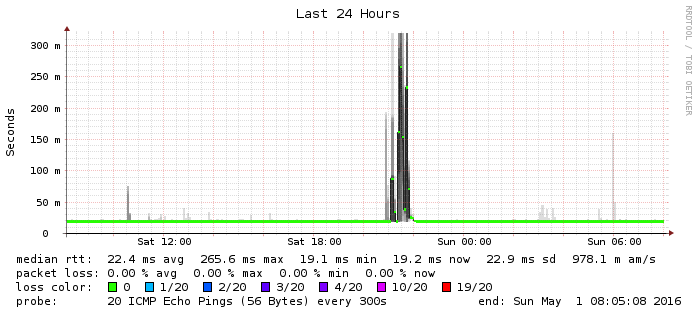 Last 24 Hours
RRDTOOL / TOBI OETIKER
Seconds
300 m
250 m
200 m
150 m
100 m
50 m
0
Sat 12:00 Sat 18:00 Sun 00:00 Sun 06:00
median rtt: 22.4 ms avg 265.6 ms max 19.1 ms min 19.2 ms now 22.9 ms sd 978.1 m am/s
packet loss: 0.00 % avg 0.00 % max 0.00 % min 0.00 % now
loss color: 0 1/20 2/20 3/20 4/20 10/20 19/20
probe: 20 ICMP Echo Pings (56 Bytes) every 300s end: Sun May 1 08:05:08 2016